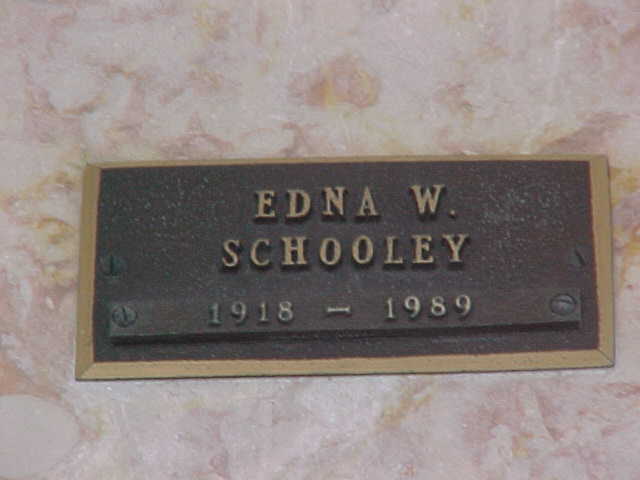 EDNA W.
SCHOOLEY
1918 – 1989